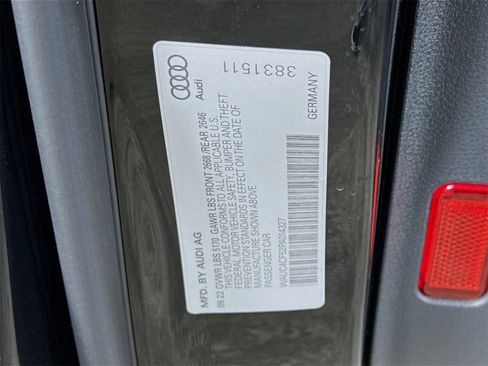 3831511
Audi
MFD. BY AUDI AG
09 22 GVWR LBS 5170 GAWR LBS FRONT 2668 /REAR 2646
THIS VEHICLE CONFORMS TO ALL APPLICABLE U.S.
FEDERAL MOTOR VEHICLE SAFETY, BUMPER AND THEFT
PREVENTION STANDARDS IN EFFECT ON THE DATE OF
MANUFACTURE SHOWN ABOVE
PASSENGER CAR
WAUCACF52PA014327
GERMANY